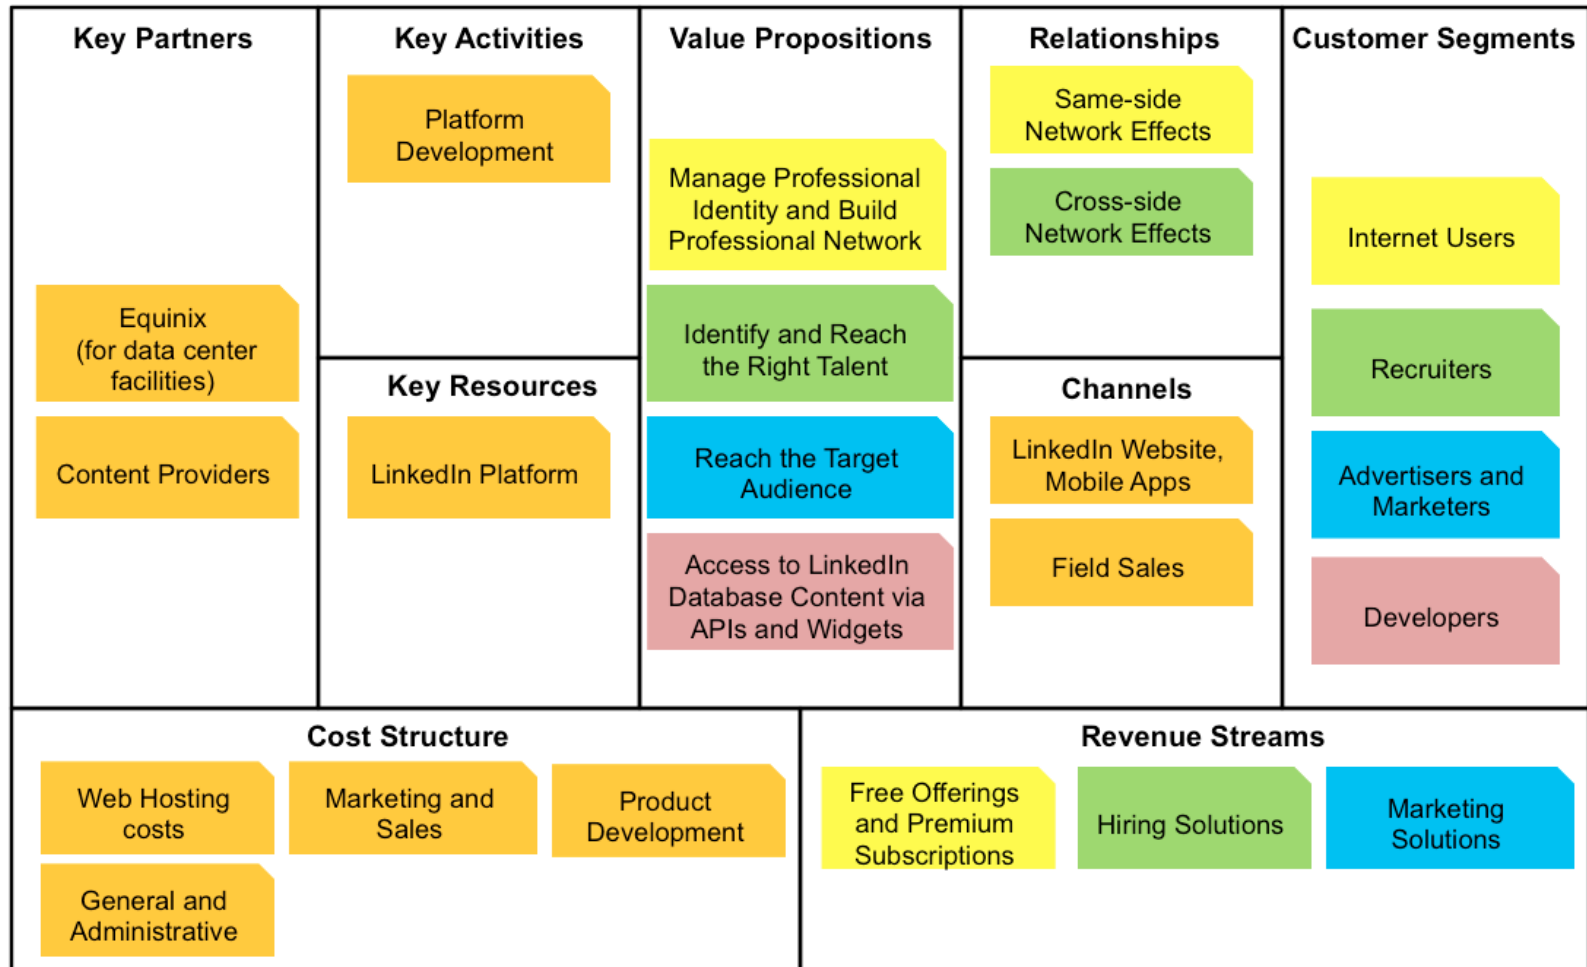 Key Partners
Equinix
(for data center
facilities)
Content Providers
Key Activities
Platform
Development
Key Resources
LinkedIn Platform
Value Propositions
Manage Professional
Identity and Build
Professional Network
Identify and Reach
the Right Talent
Reach the Target
Audience
Access to LinkedIn
Database Content via
APIs and Widgets
Relationships
Same-side
Network Effects
Cross-side
Network Effects
Channels
LinkedIn Website,
Mobile Apps
Field Sales
Customer Segments
Internet Users
Recruiters
Advertisers and
Marketers
Developers
Cost Structure
Web Hosting
costs
Marketing and
Sales
Product
Development
General and
Administrative
Revenue Streams
Free Offerings
and Premium
Subscriptions
Hiring Solutions
Marketing
Solutions